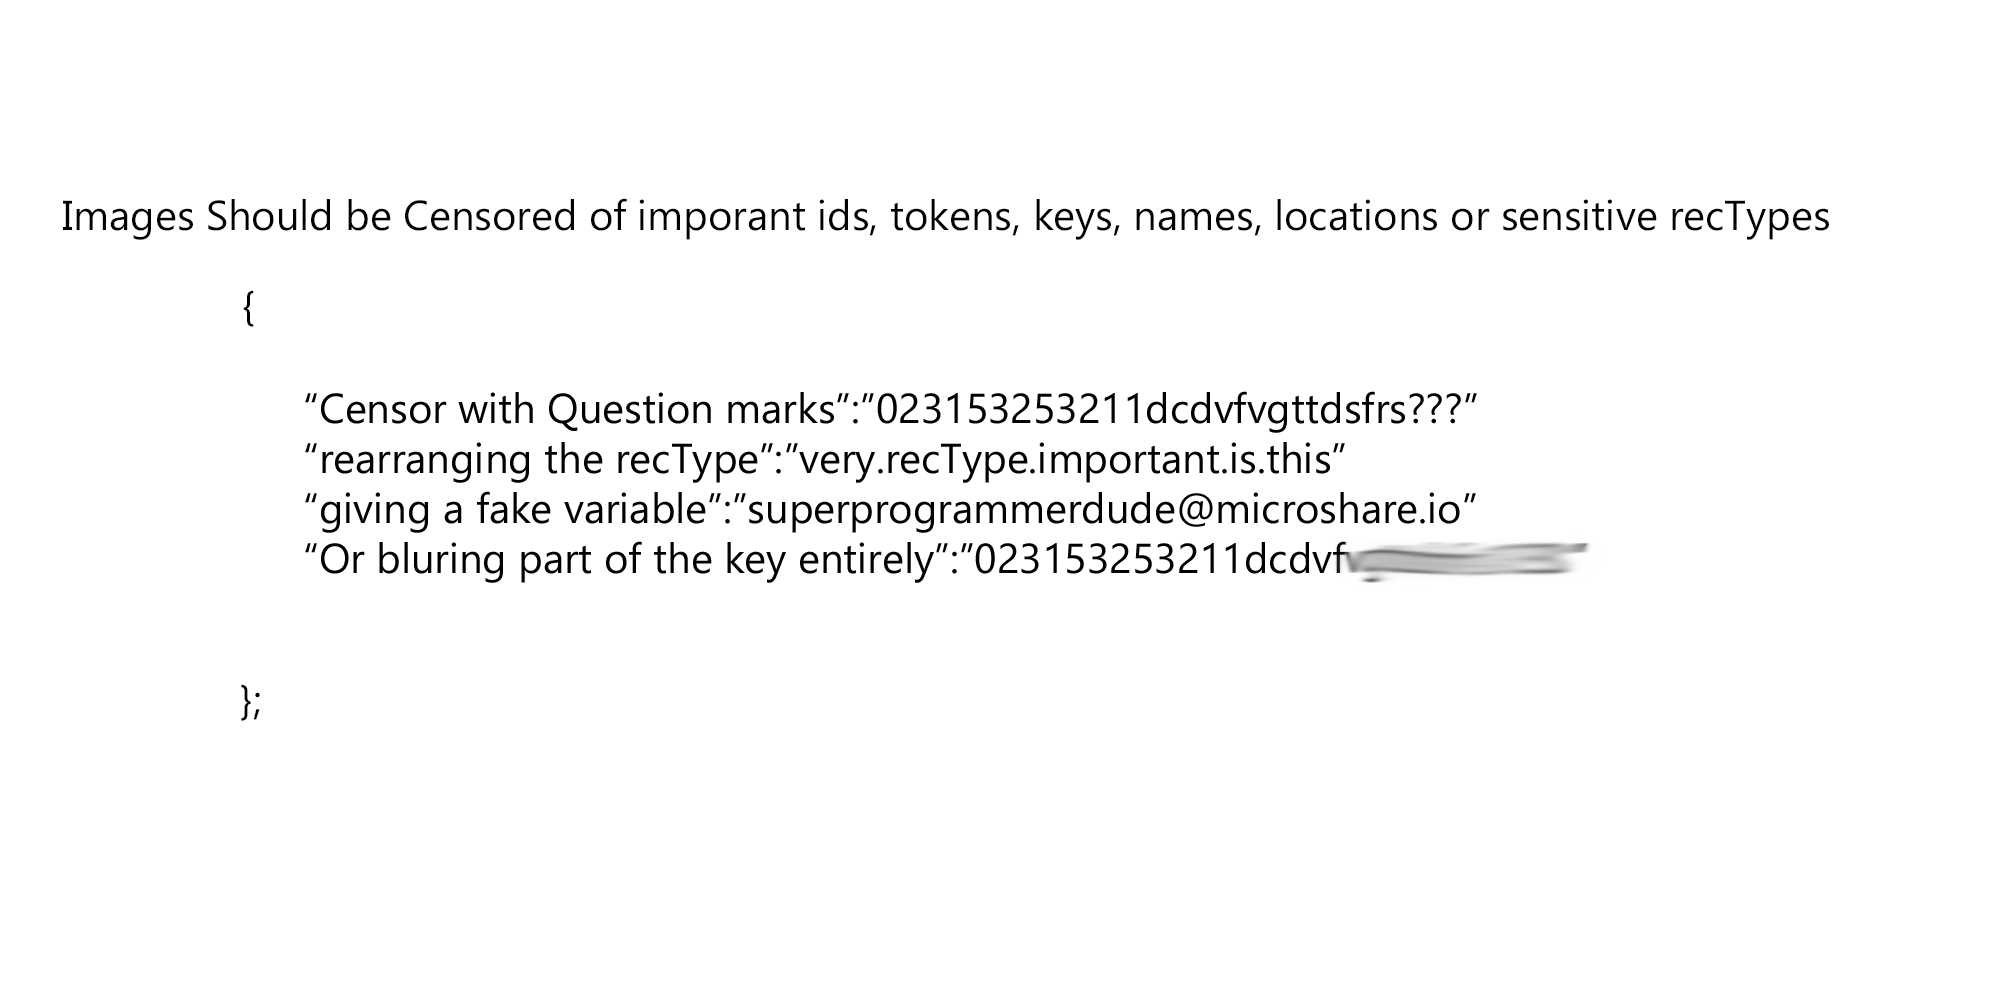 Images Should be Censored of imporant ids, tokens, keys, names, locations or sensitive recTypes
{
“Censor with Question marks”:”023153253211dcdvfvgttdsfrs???”
“rearranging the recType”:”very.recType.important.is.this”
“giving a fake variable”:”superprogrammerdude@microshare.io”
“Or bluring part of the key entirely”:”023153253211dcdvf
};